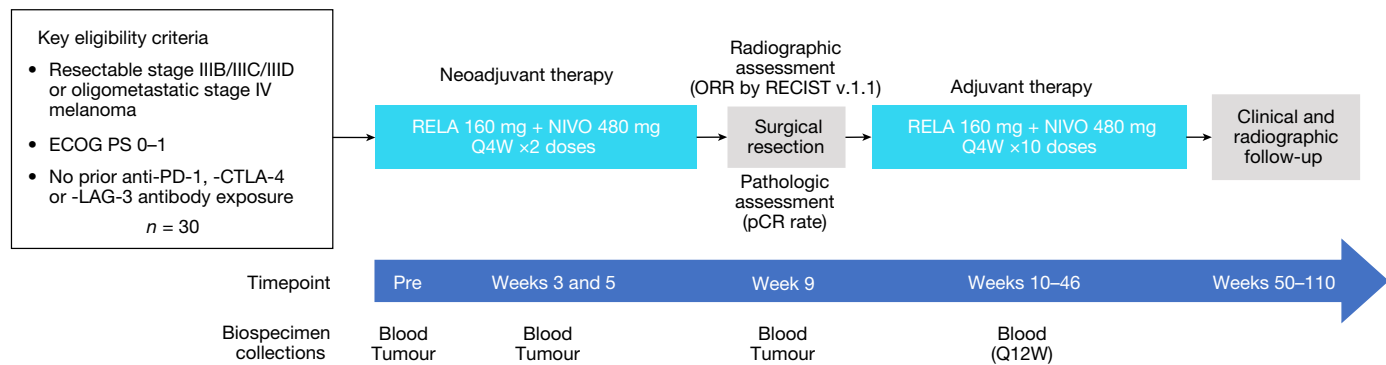 Key eligibility criteria
• Resectable stage IIIB/IIIC/IIID
or oligometastatic stage IV
melanoma
• ECOG PS 0–1
• No prior anti-PD-1, -CTLA-4
or -LAG-3 antibody exposure
n = 30
Neoadjuvant therapy
RELA 160 mg + NIVO 480 mg
Q4W ×2 doses
Radiographic
assessment
(ORR by RECIST v.1.1)
Surgical
resection
Pathologic
assessment
(pCR rate)
Adjuvant therapy
RELA 160 mg + NIVO 480 mg
Q4W ×10 doses
Clinical and
radiographic
follow-up
Timepoint
Pre
Weeks 3 and 5
Week 9
Weeks 10–46
Weeks 50–110
Biospecimen
collections
Blood
Tumour
Blood
Tumour
Blood
Tumour
Blood
(Q12W)